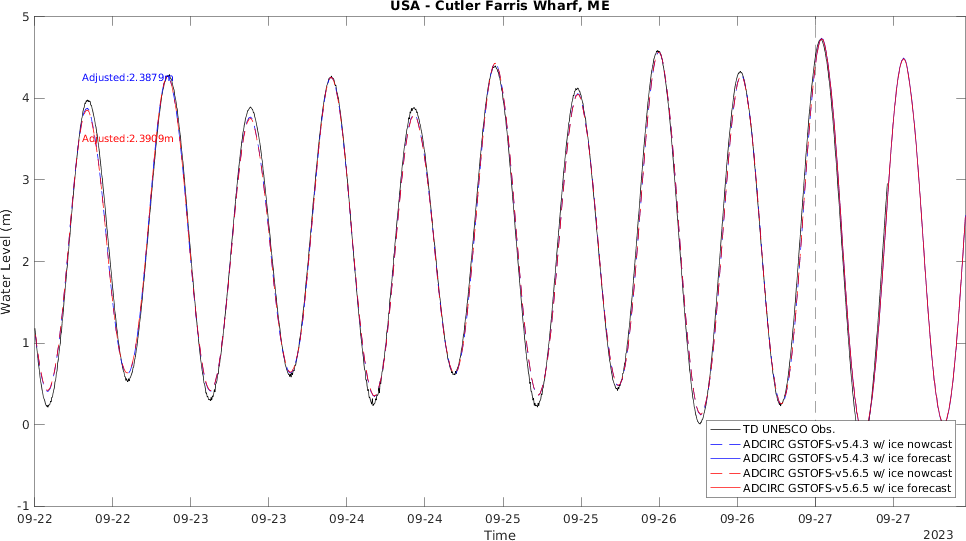 USA - Cutler Farris Wharf, ME
5
4
3
2
1
0
-1
Water Level (m)
Adjusted:2.3879m
Adjusted:2.3909m
TD UNESCO Obs.
ADCIRC GSTOFS-v5.4.3 w/ ice nowcast
ADCIRC GSTOFS-v5.4.3 w/ ice forecast
ADCIRC GSTOFS-v5.6.5 w/ ice nowcast
ADCIRC GSTOFS-v5.6.5 w/ ice forecast
09-22 09-22 09-23 09-23 09-24 09-24 09-25 09-25 09-26 09-26 09-27 09-27
Time
2023